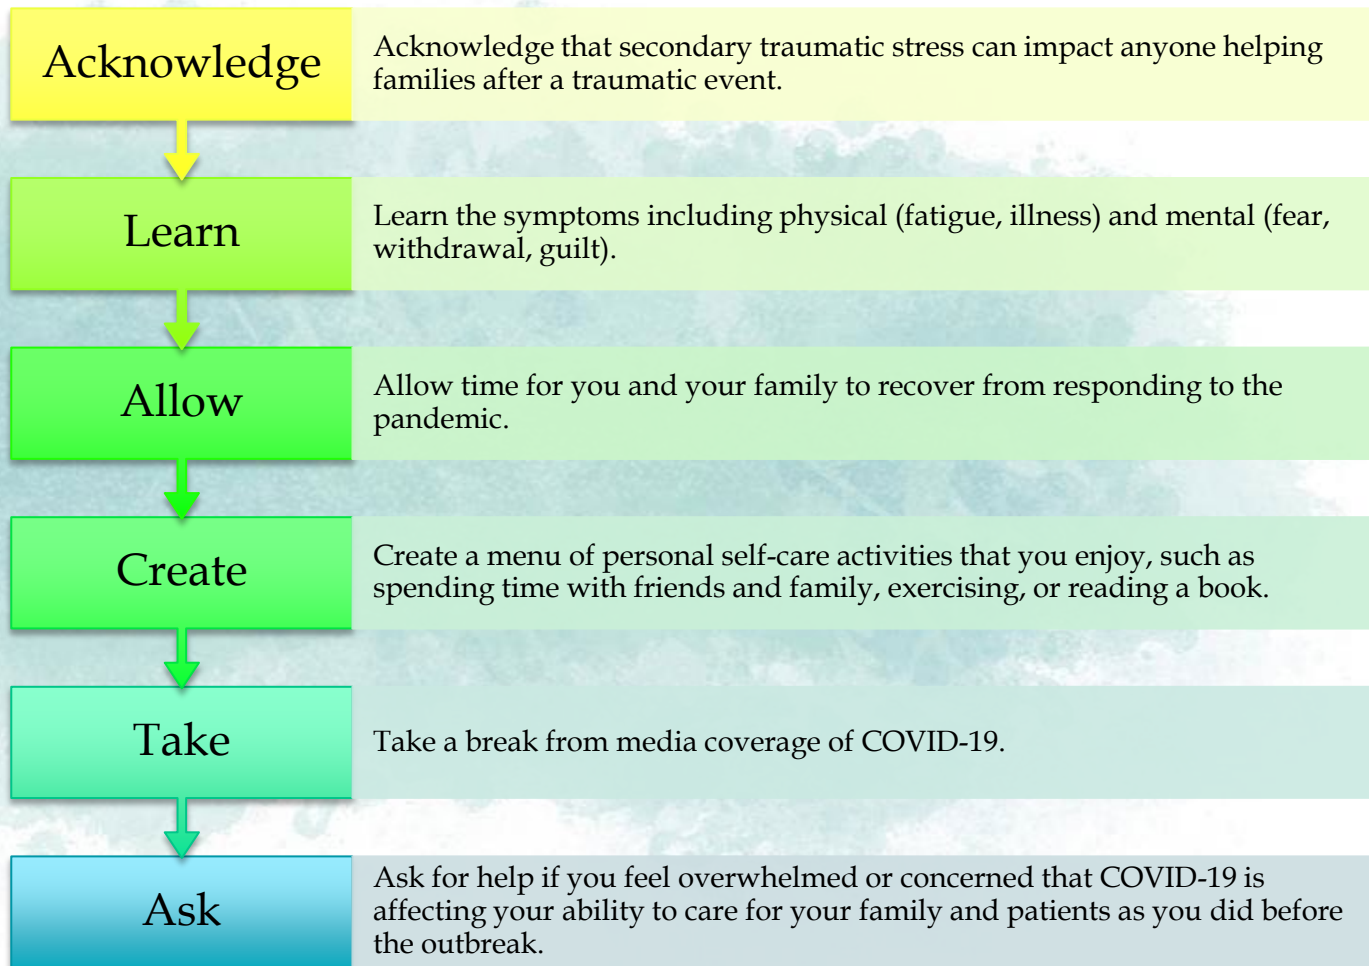 Acknowledge
Acknowledge that secondary traumatic stress can impact anyone helping
families after a traumatic event.
Learn
Learn the symptoms including physical (fatigue, illness) and mental (fear,
withdrawal, guilt).
Allow
Allow time for you and your family to recover from responding to the
pandemic.
Create
Create a menu of personal self-care activities that you enjoy, such as
spending time with friends and family, exercising, or reading a book.
Take
Take a break from media coverage of COVID-19.
Ask
Ask for help if you feel overwhelmed or concerned that COVID-19 is
affecting your ability to care for your family and patients as you did before
the outbreak.